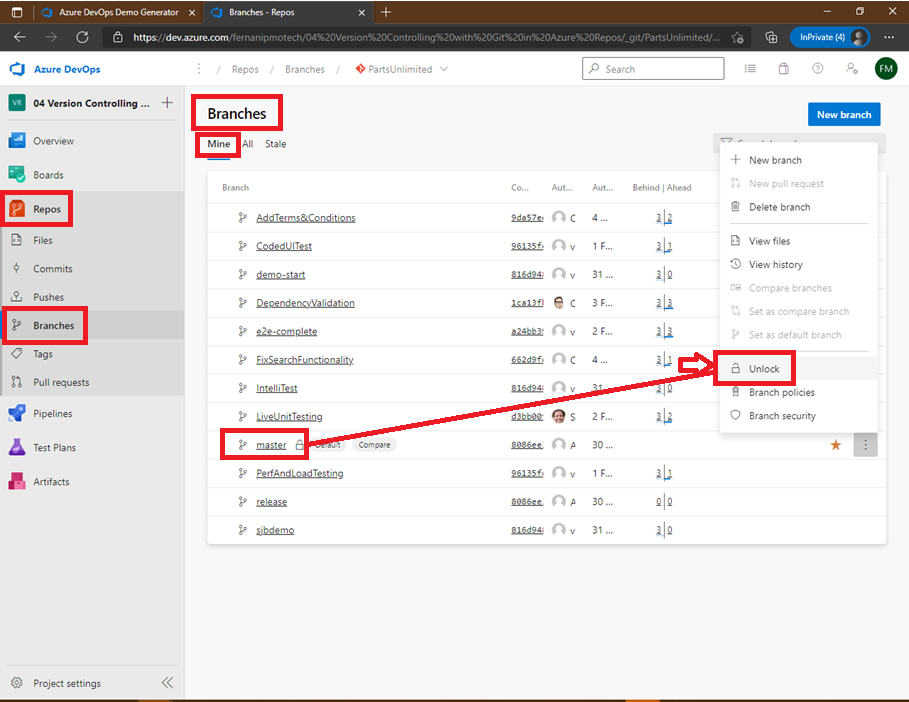 Azure DevOps Demo Generator
Branches - Repos
https://dev.azure.com/fernanipmotech/04%20Version%20Controlling%20with%20Git%20in%20Azure%20Repos/_git/PartsUnlimited/...
InPrivate (4)
Azure DevOps
/ Repos / Branches / PartsUnlimited
Search
FM
VR 04 Version Controlling ...
Overview
Boards
Repos
Files
Commits
Pushes
Branches
Tags
Pull requests
Pipelines
Test Plans
Artifacts
Project settings
Branches
New branch
Mine All Stale
Branch Co... Aut... Aut... Behind | Ahead
AddTerms&Conditions 9da57e C 4 ... 3 2
CodedUITest 96135f v 1 F... 3 1
demo-start 816d94 v 31 ... 3 0
DependencyValidation 1ca13f C 3 F... 3 3
e2e-complete a24bb3 v 2 F... 3 3
FixSearchFunctionality 662d9f C 4 ... 3 1
IntelliTest 816d94 v 31 3 0
LiveUnitTesting d3bb00 S 2 F... 3 2
master Default Compare 8086ee A 30 ...
PerfAndLoadTesting 96135f v 1 F... 3 1
release 8086ee A 30 ... 0 0
sjbdemo 816d94 v 31 ... 3 0
New branch
New pull request
Delete branch
View files
View history
Compare branches
Set as compare branch
Set as default branch
Unlock
Branch policies
Branch security